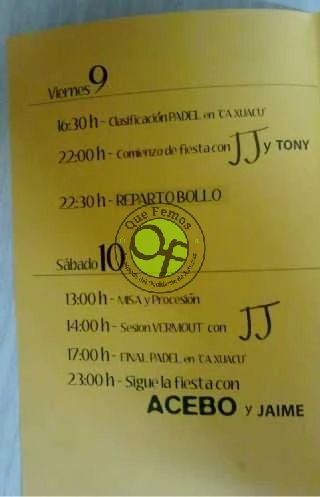 Viernes 9
16:30 h - Clasificación PADEL en "CA XUACU"
22:00 h - Comienzo de fiesta con JJ y TONY
22:30 h - REPARTO BOLLO
Que Femos
Sábado 10
13:00 h - MISA y Procesión
14:00 h - Sesion VERMOUT con JJ
17:00 h - FINAL PADEL en "CA XUACU"
23:00 h - Sigue la fiesta con
ACEBO y JAIME